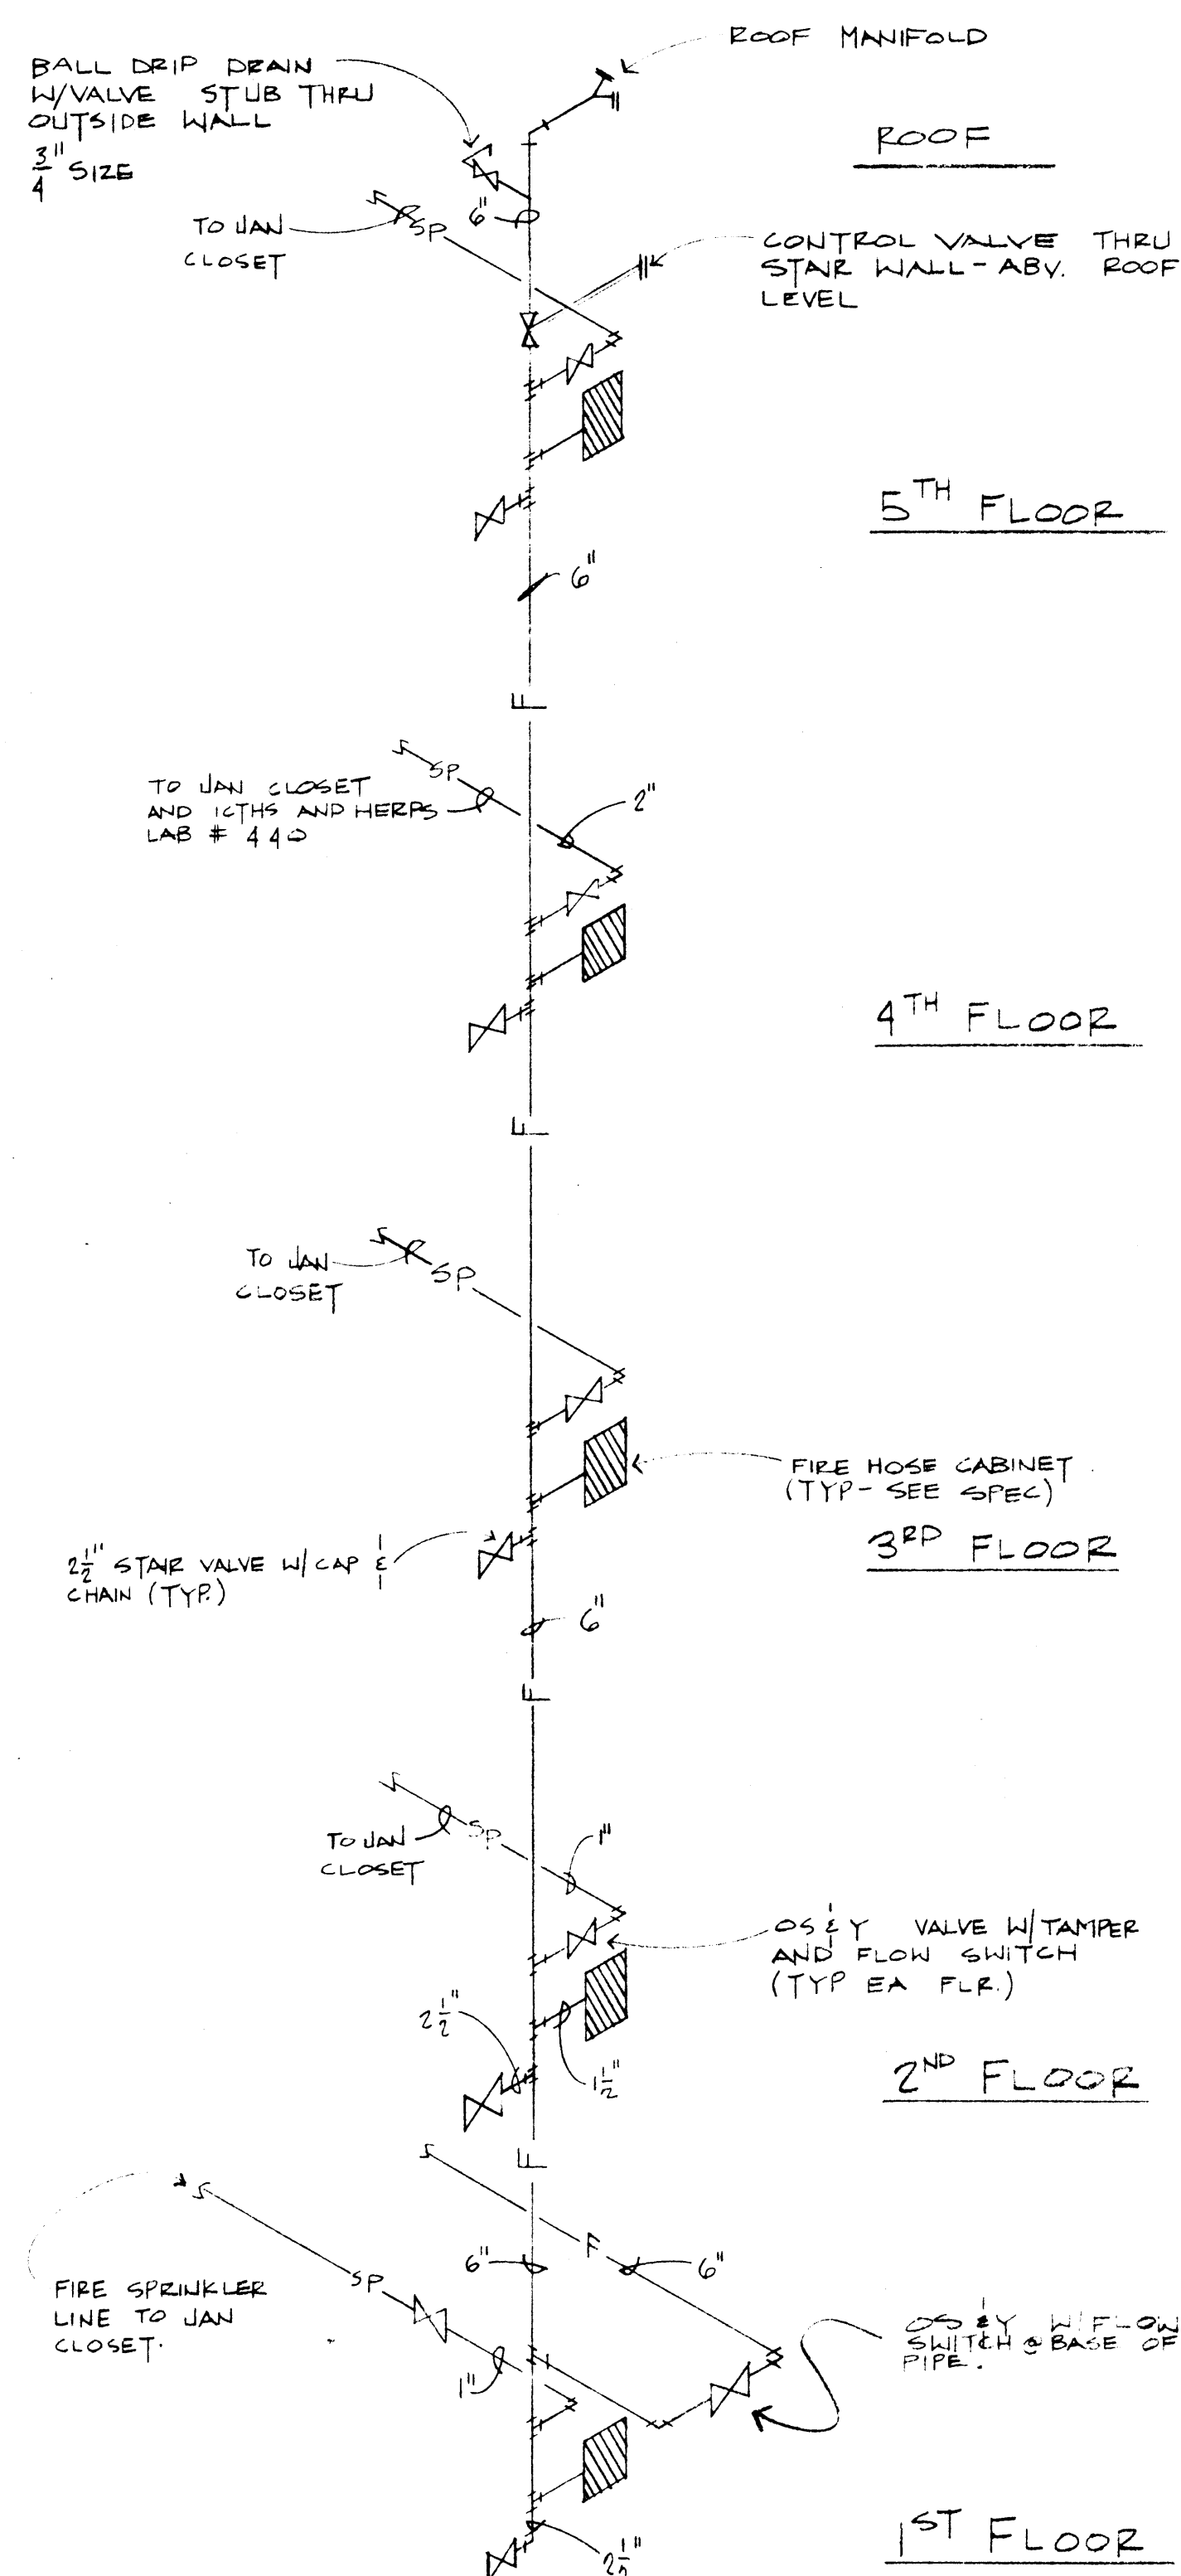 ROOF MANIFOLD
BALL DRIP DRAIN
W/VALVE STUB THRU
OUTSIDE WALL
3/4" SIZE
ROOF
TO JAN
CLOSET
SP
6"
CONTROL VALVE THRU
STAIR WALL - ABV. ROOF
LEVEL
5TH FLOOR
6"
F
SP
TO JAN CLOSET
AND ICTHS AND HERPS
LAB # 440
2"
4TH FLOOR
F
TO JAN
CLOSET
SP
FIRE HOSE CABINET
(TYP - SEE SPEC)
3RD FLOOR
2 1/2" STAIR VALVE W/ CAP &
CHAIN (TYP.)
6"
F
TO JAN
CLOSET
SP
1"
OS & Y VALVE W/TAMPER
AND FLOW SWITCH
(TYP EA FLR.)
2 1/2"
1 1/2"
2ND FLOOR
F
F
6"
6"
SP
FIRE SPRINKLER
LINE TO JAN
CLOSET.
1"
OS & Y W/FLOW
SWITCH @ BASE OF
PIPE.
1ST FLOOR
2 1/2"